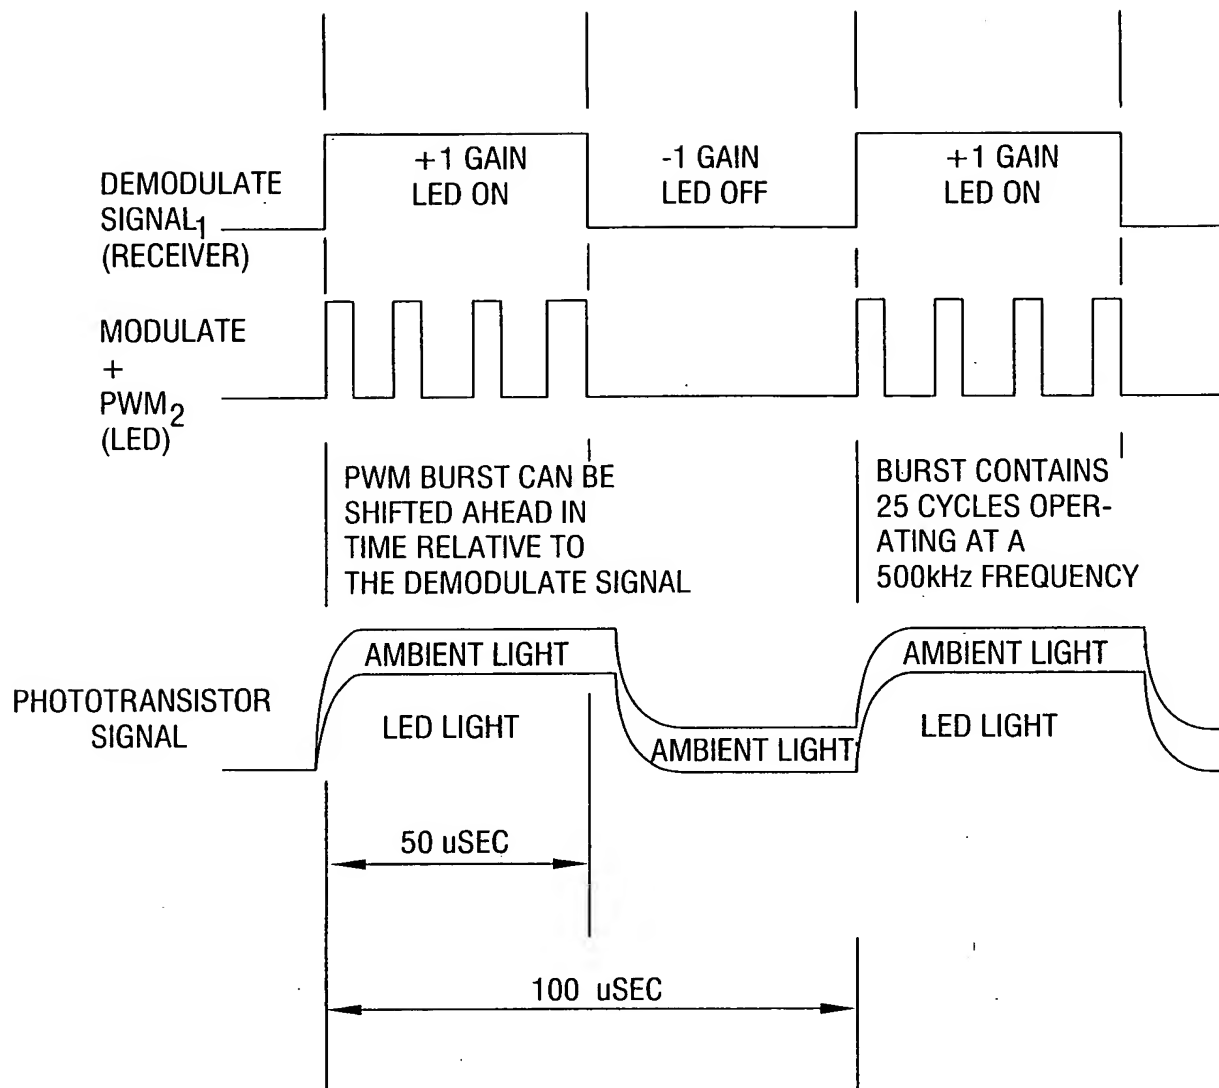 +1 GAIN
LED ON
-1 GAIN
LED OFF
+1 GAIN
LED ON
DEMODULATE
SIGNAL1
(RECEIVER)
MODULATE
+
PWM2
(LED)
PWM BURST CAN BE
SHIFTED AHEAD IN
TIME RELATIVE TO
THE DEMODULATE SIGNAL
BURST CONTAINS
25 CYCLES OPER-
ATING AT A
500kHz FREQUENCY
PHOTOTRANSISTOR
SIGNAL
AMBIENT LIGHT
LED LIGHT
AMBIENT LIGHT
AMBIENT LIGHT
LED LIGHT
50 uSEC
100 uSEC